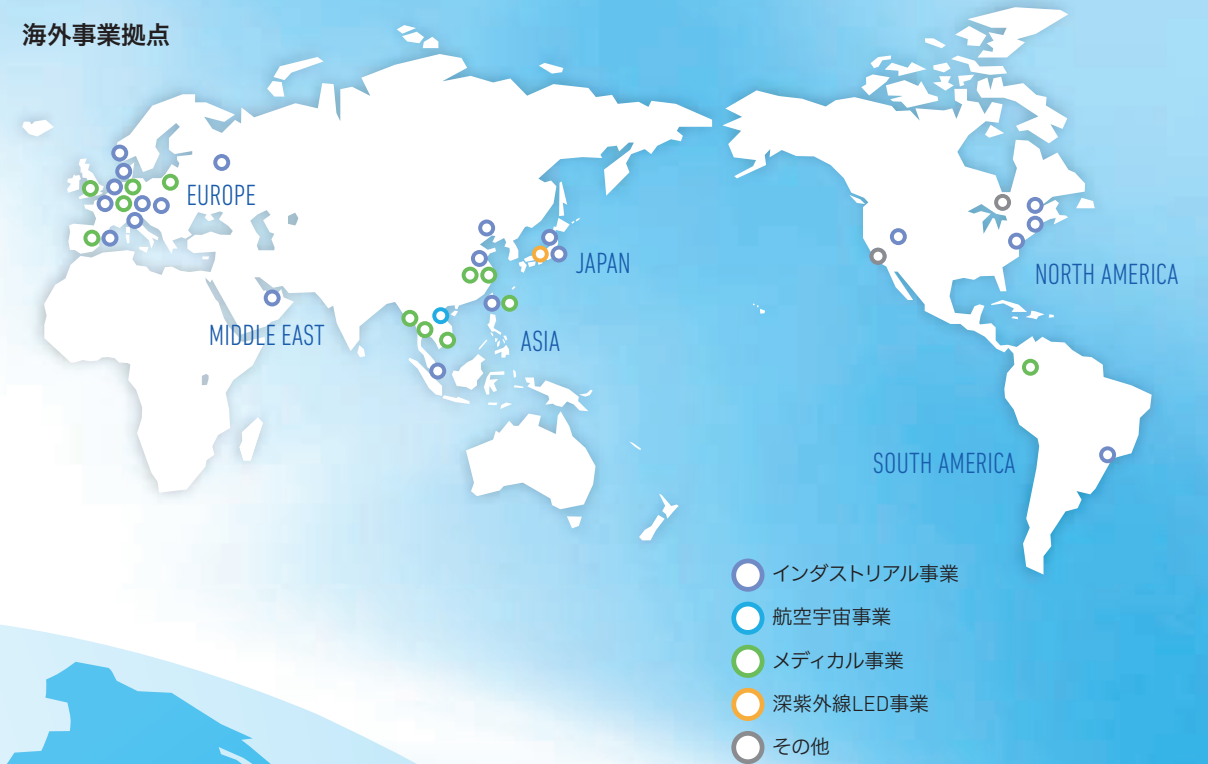 海外事業拠点
EUROPE
JAPAN
NORTH AMERICA
MIDDLE EAST
ASIA
SOUTH AMERICA
インダストリアル事業
航空宇宙事業
メディカル事業
深紫外線LED事業
その他